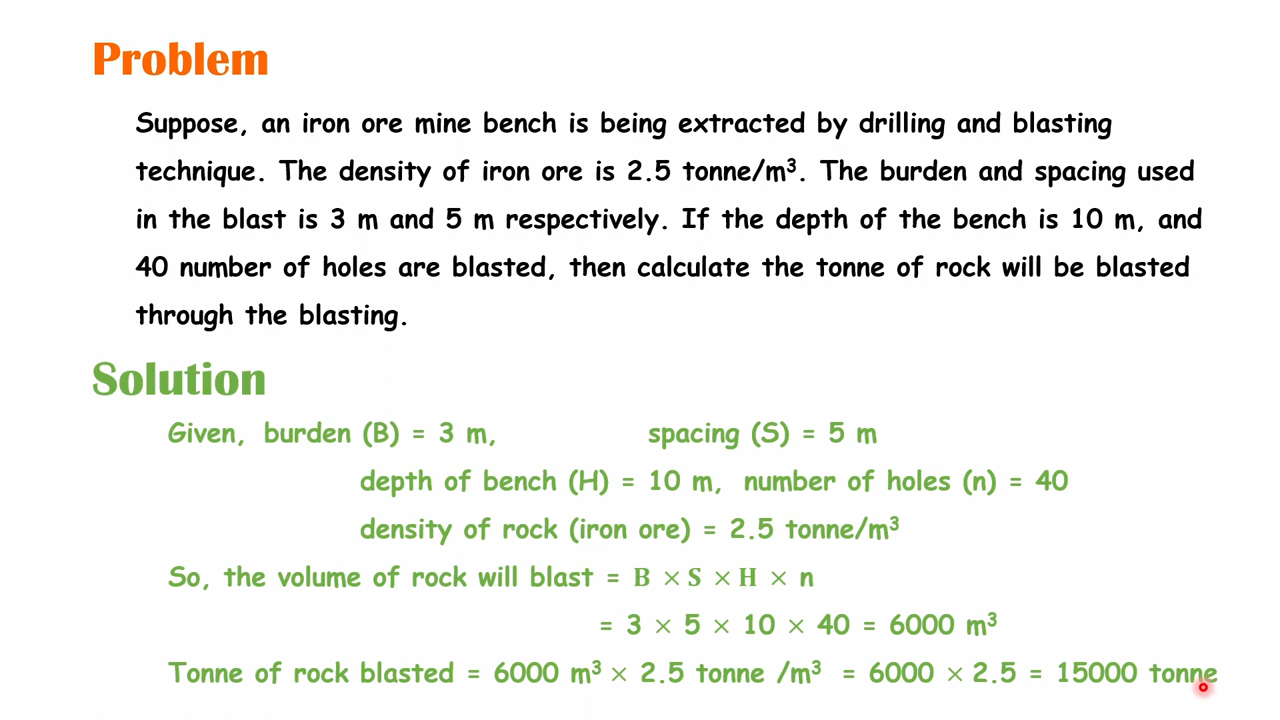 Problem
Suppose, an iron ore mine bench is being extracted by drilling and blasting
technique. The density of iron ore is 2.5 tonne/m³. The burden and spacing used
in the blast is 3 m and 5 m respectively. If the depth of the bench is 10 m, and
40 number of holes are blasted, then calculate the tonne of rock will be blasted
through the blasting.
Solution
Given, burden (B) = 3 m, spacing (S) = 5 m
depth of bench (H) = 10 m, number of holes (n) = 40
density of rock (iron ore) = 2.5 tonne/m³
So, the volume of rock will blast = B × S × H × n
= 3 × 5 × 10 × 40 = 6000 m³
Tonne of rock blasted = 6000 m³ × 2.5 tonne /m³ = 6000 × 2.5 = 15000 tonne